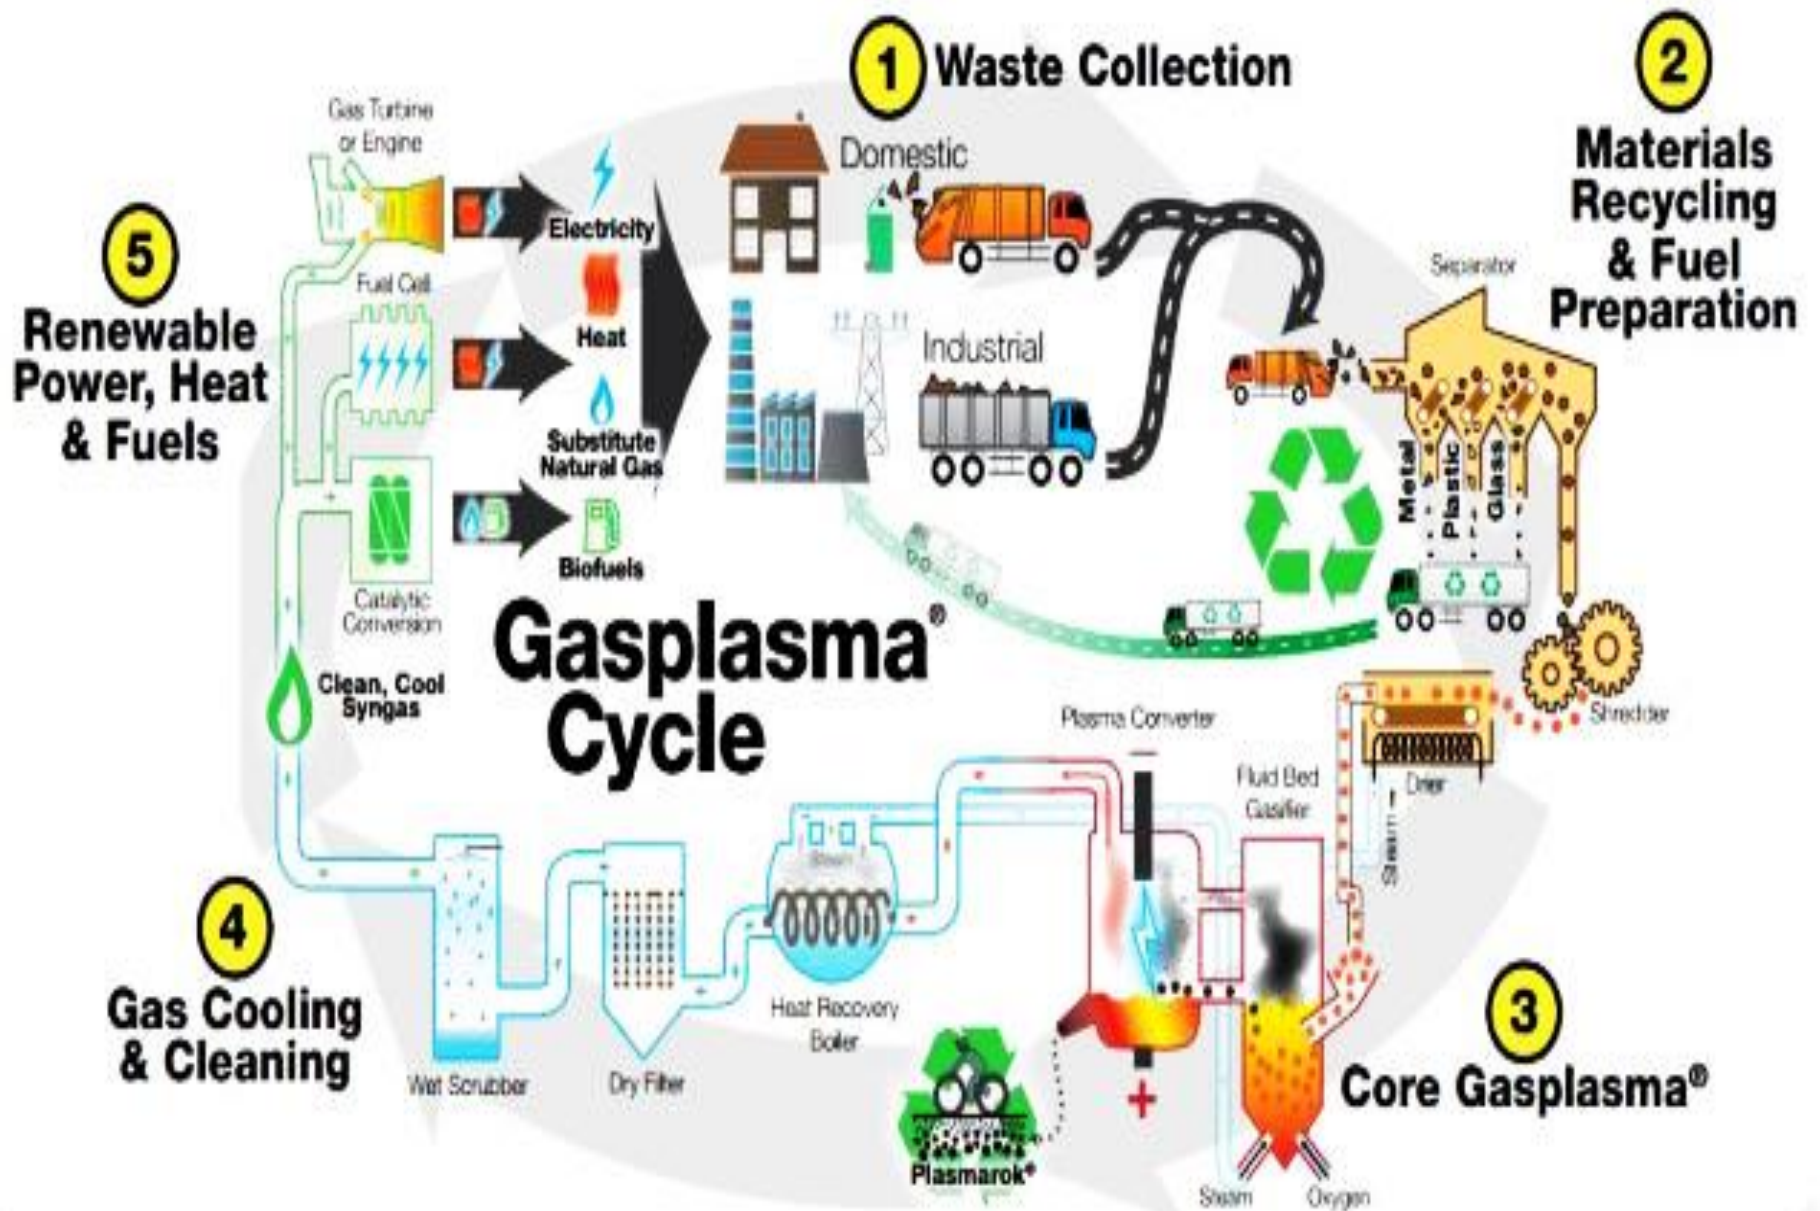 1 Waste Collection
2
Materials
Recycling
& Fuel
Preparation
Gas Turbine
or Engine
Domestic
Electricity
5
Renewable
Power, Heat
& Fuels
Fuel Cell
Heat
Industrial
Separator
Substitute
Natural Gas
Metal
Plastic
Glass
Biofuels
Catalytic
Conversion
Gasplasma®
Cycle
Clean, Cool
Syngas
Plasma Converter
Shredder
Drier
Fluid Bed
Gasifier
Steam
Steam
4
Gas Cooling
& Cleaning
Heat Recovery
Boiler
Wet Scrubber
Dry Filter
3
Core Gasplasma®
+
Plasmarok®
Steam
Oxygen